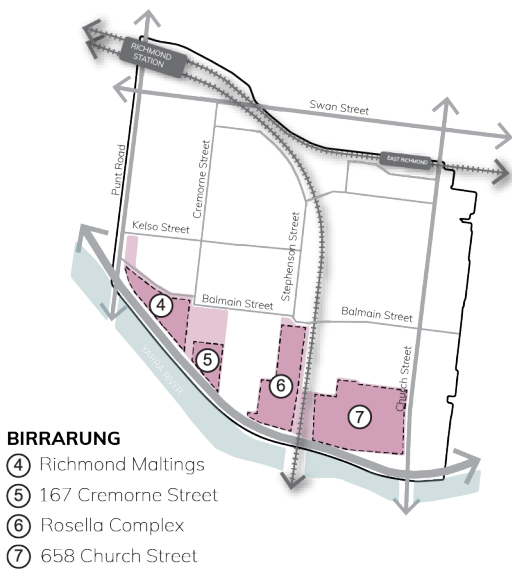 RICHMOND
STATION
Swan Street
EAST RICHMOND
Punt Road
Cremorne Street
Kelso Street
Stephenson Street
Balmain Street
Balmain Street
Church Street
YARRA RIVER
4
5
6
7
BIRRARUNG
4 Richmond Maltings
5 167 Cremorne Street
6 Rosella Complex
7 658 Church Street